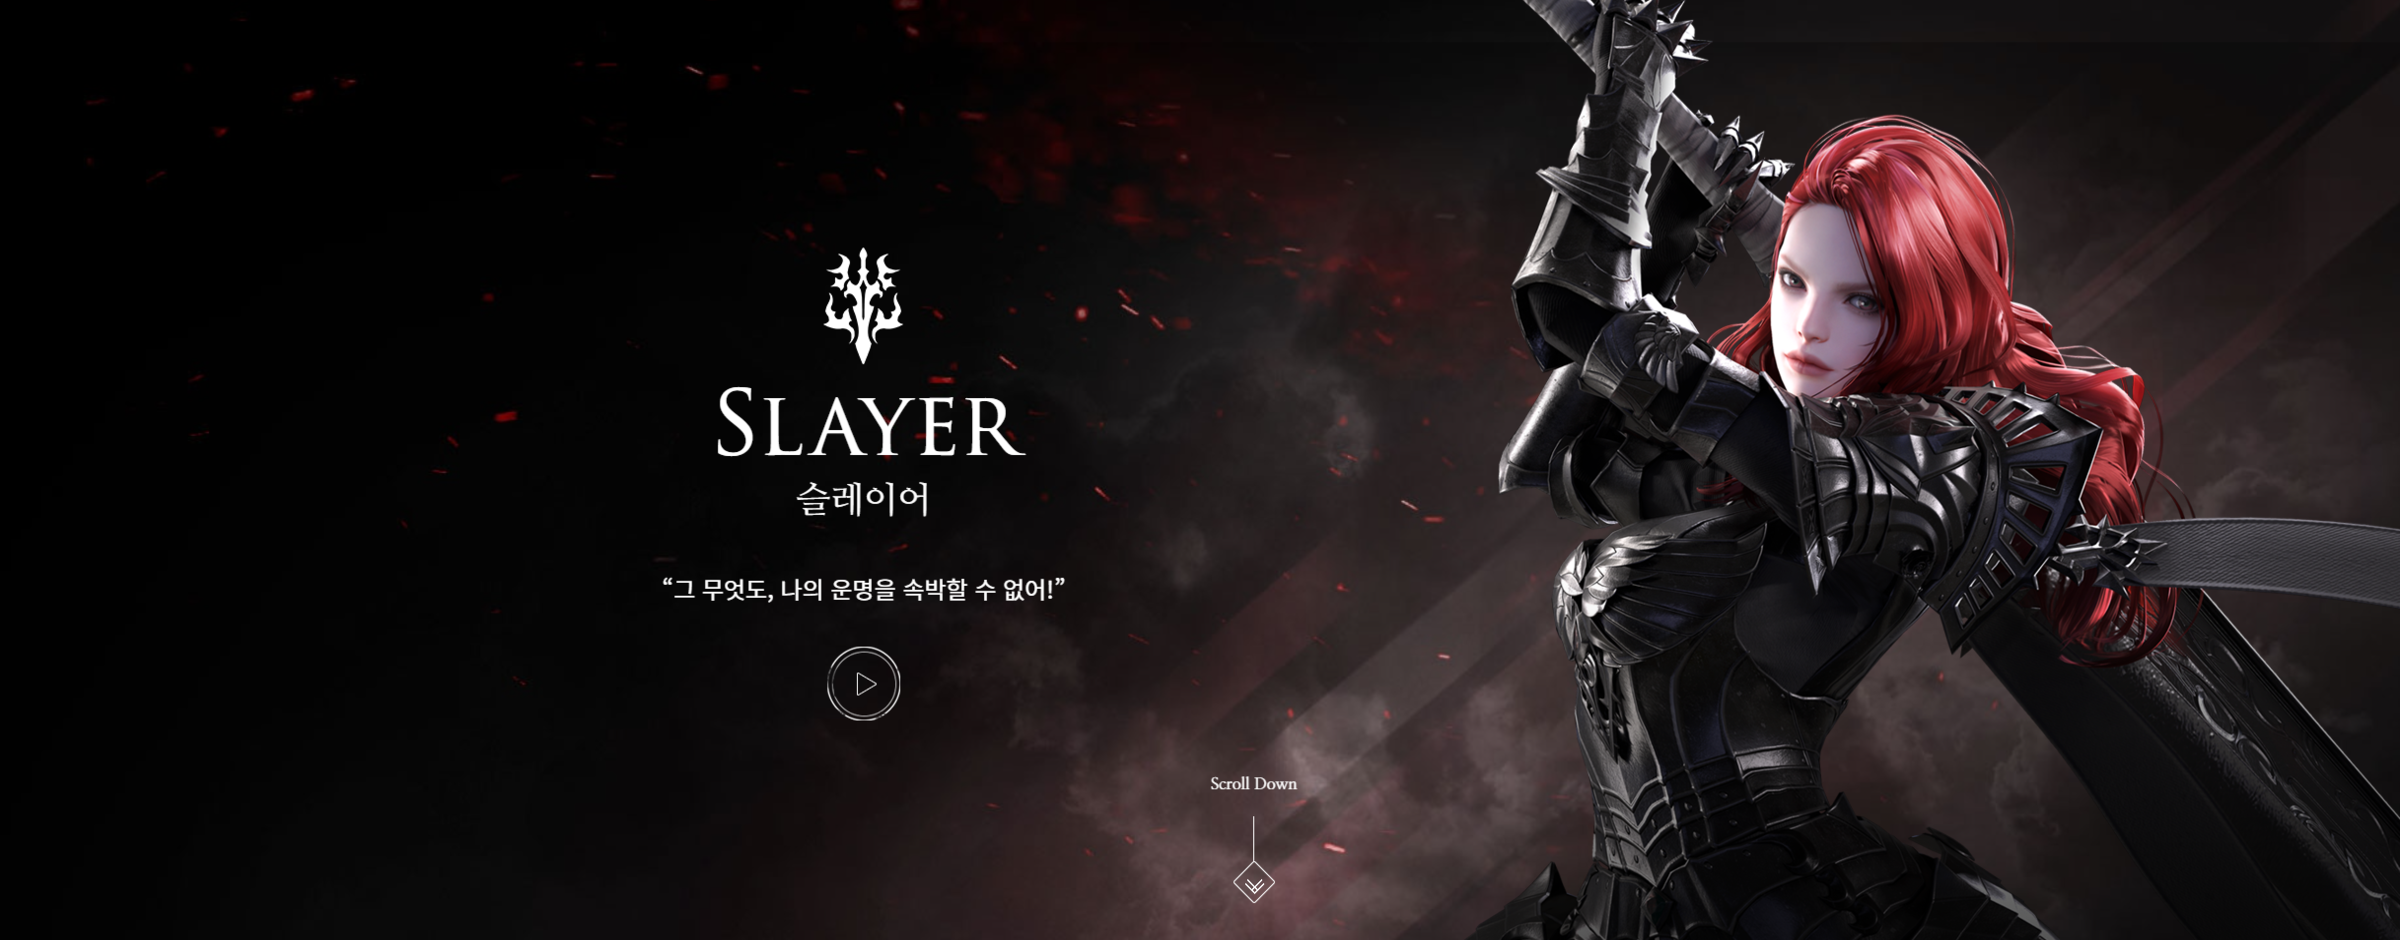 SLAYER
슬레이어
“그 무엇도, 나의 운명을 속박할 수 없어!”
Scroll Down